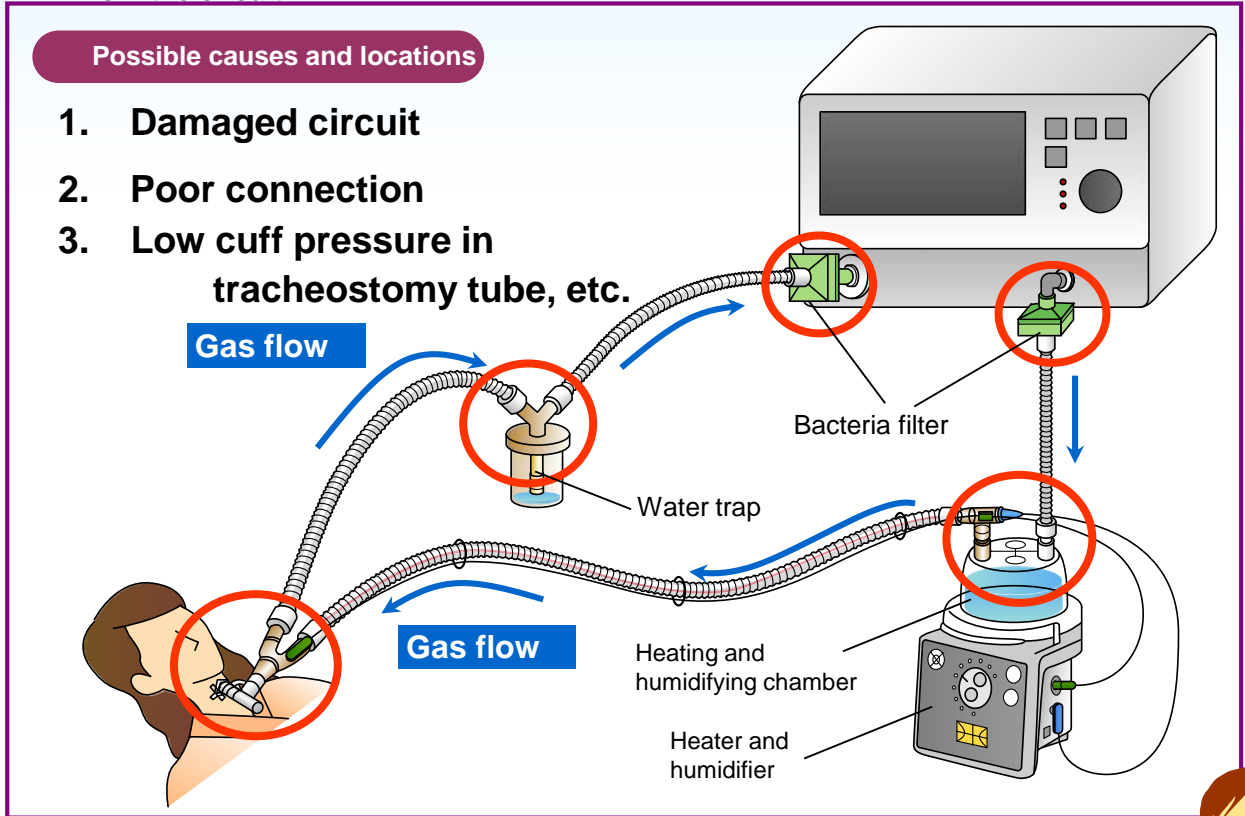 Possible causes and locations
1. Damaged circuit
2. Poor connection
3. Low cuff pressure in
tracheostomy tube, etc.
Gas flow
Bacteria filter
Water trap
Gas flow
Heating and
humidifying chamber
Heater and
humidifier